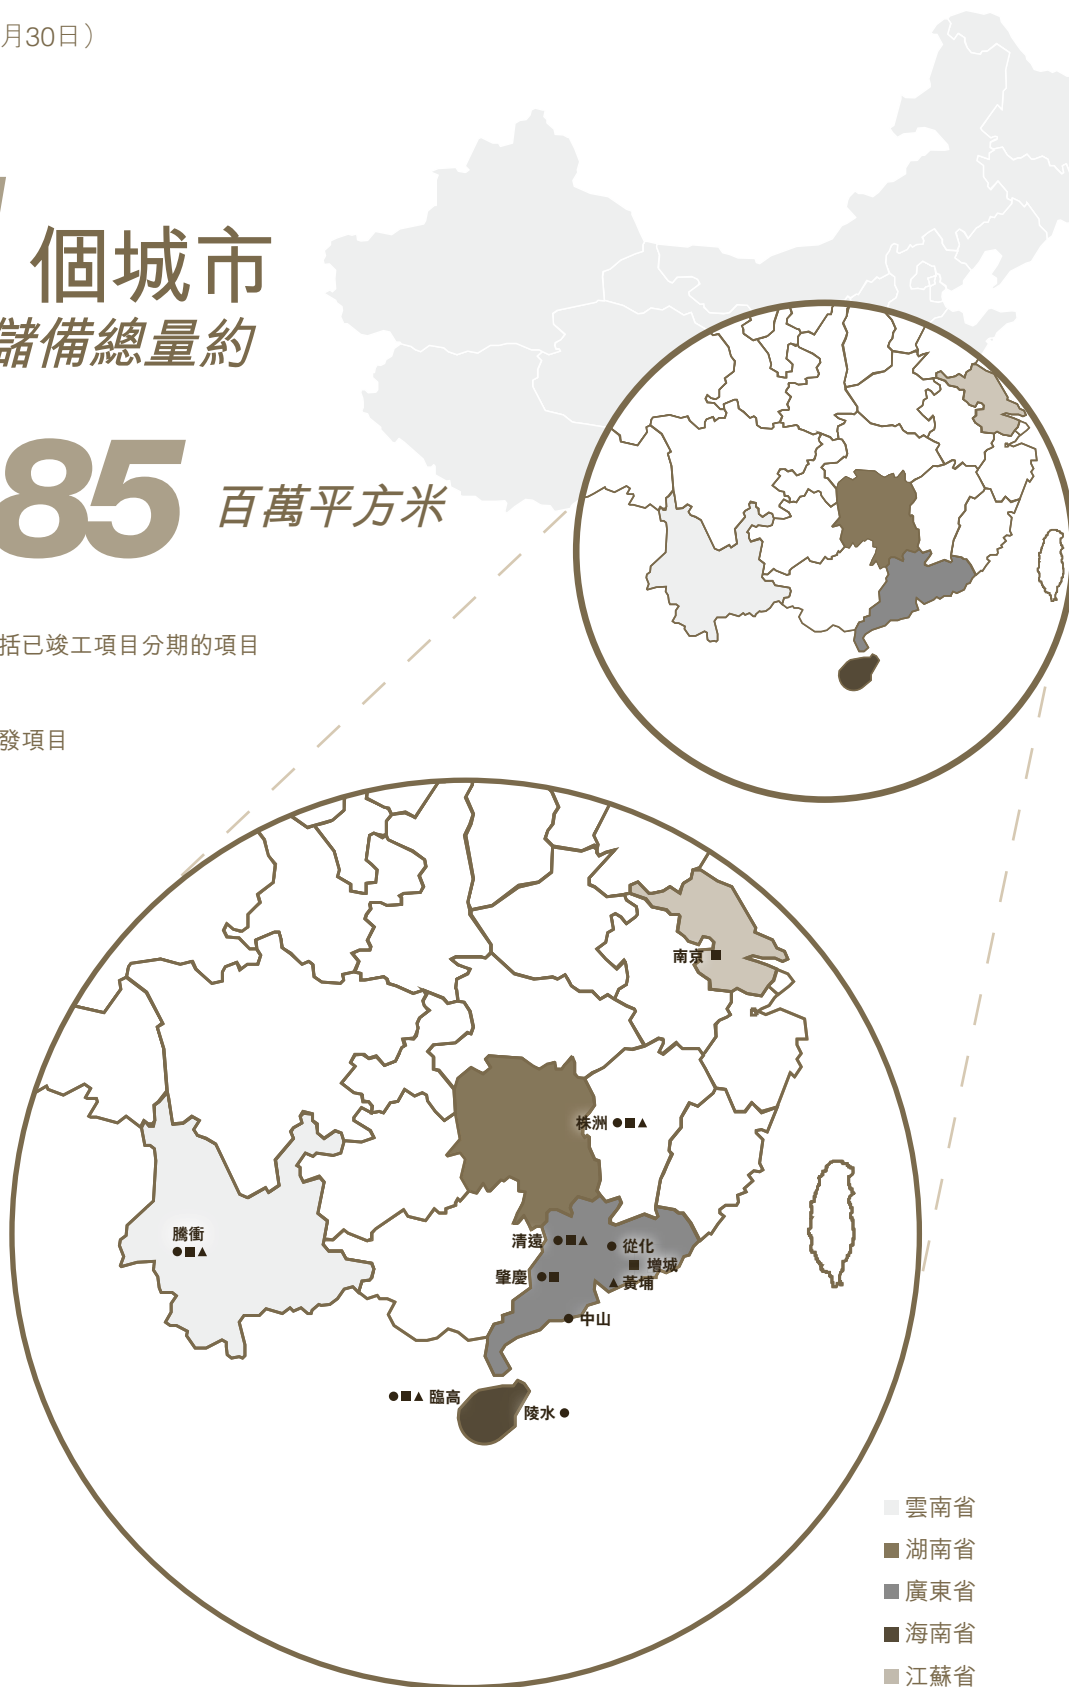 月30日）
個城市
儲備總量約
85
百萬平方米
括已竣工項目分期的項目
發項目
南京
株洲
騰衝
清遠
從化
增城
肇慶
黃埔
中山
臨高
陵水
雲南省
湖南省
廣東省
海南省
江蘇省